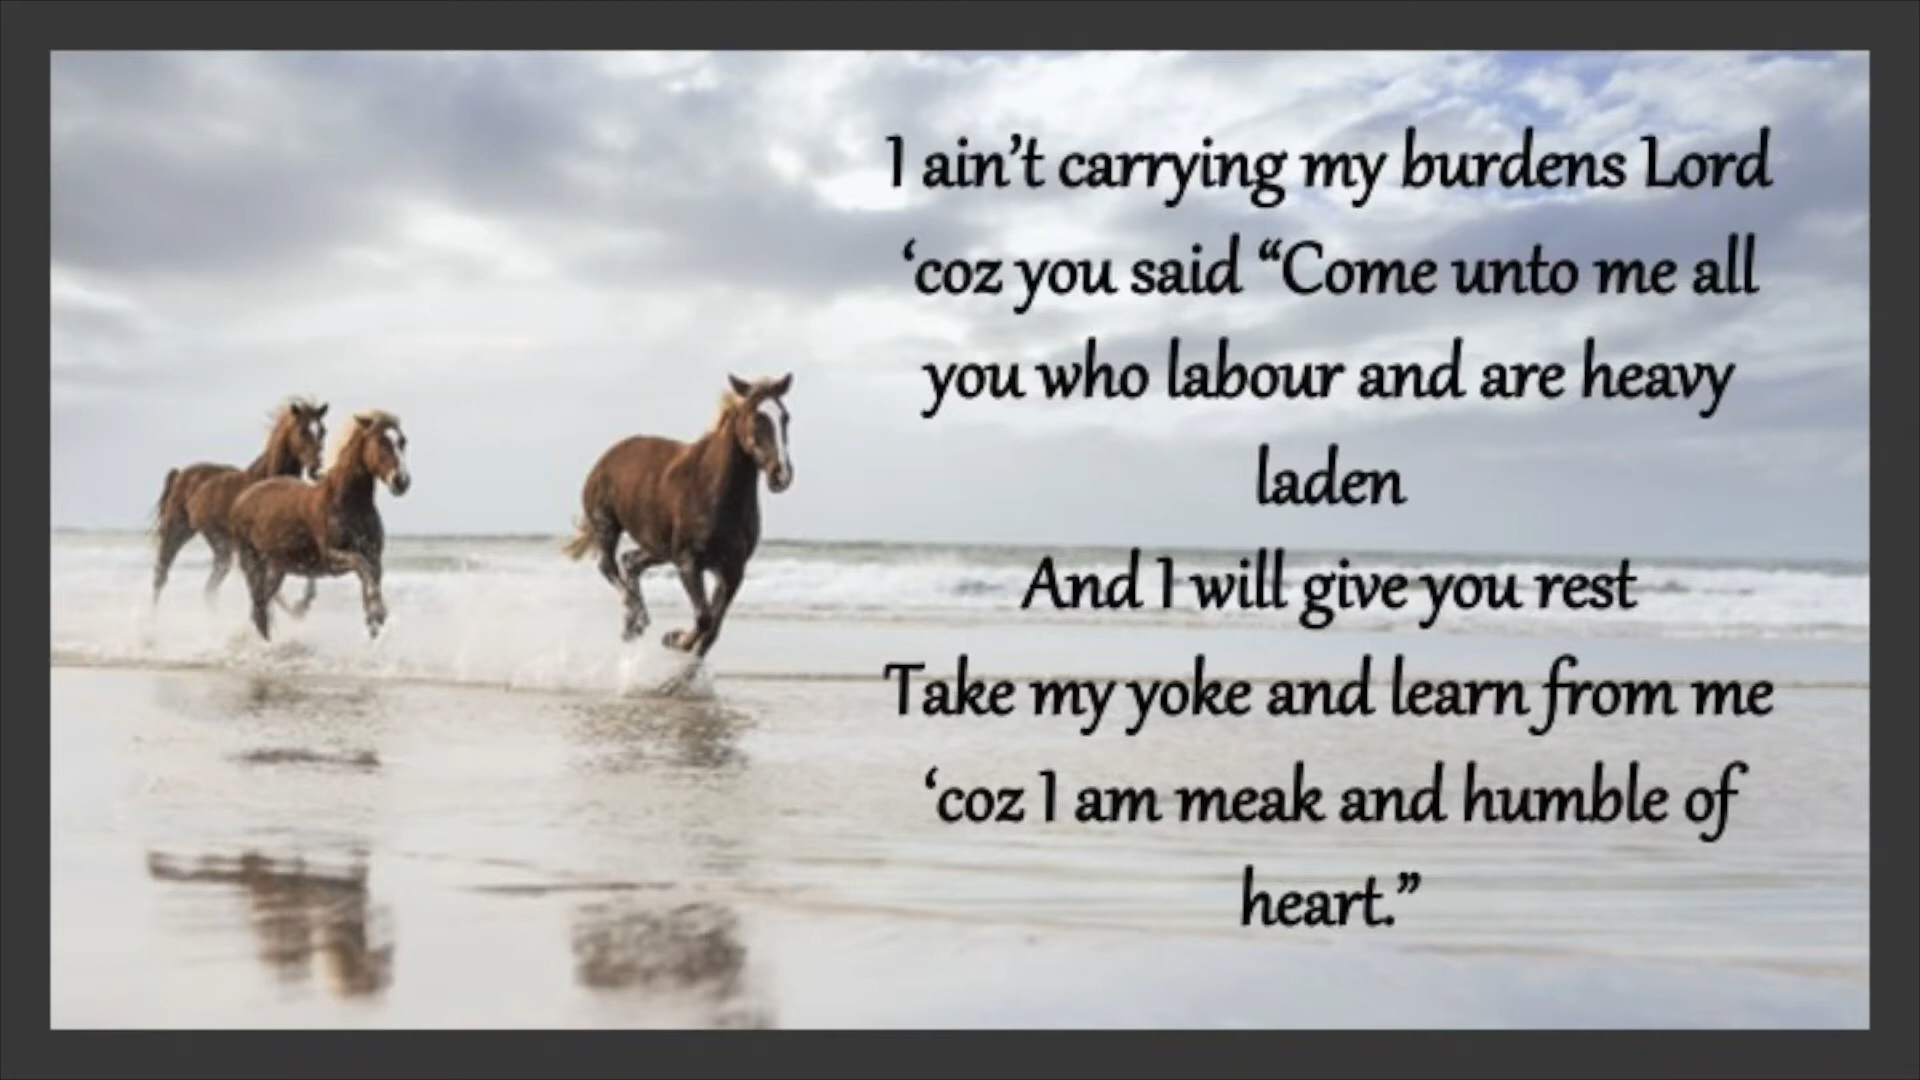 I ain’t carrying my burdens Lord
‘coz you said “Come unto me all
you who labour and are heavy
laden
And I will give you rest
Take my yoke and learn from me
‘coz I am meak and humble of
heart.”